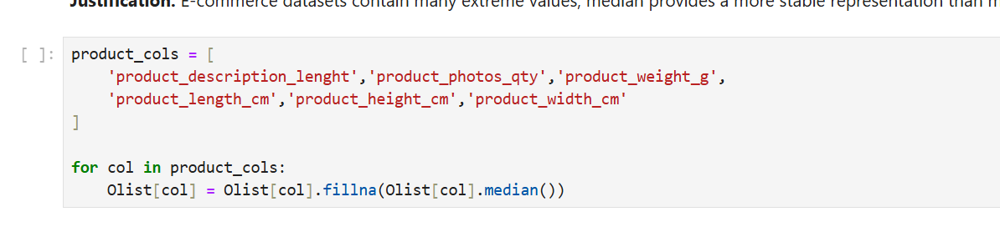 Justification: E-commerce datasets contain many extreme values, median provides a more stable representation than
[ ]: product_cols = [
    'product_description_lenght','product_photos_qty','product_weight_g',
    'product_length_cm','product_height_cm','product_width_cm'
]
for col in product_cols:
    Olist[col] = Olist[col].fillna(Olist[col].median())